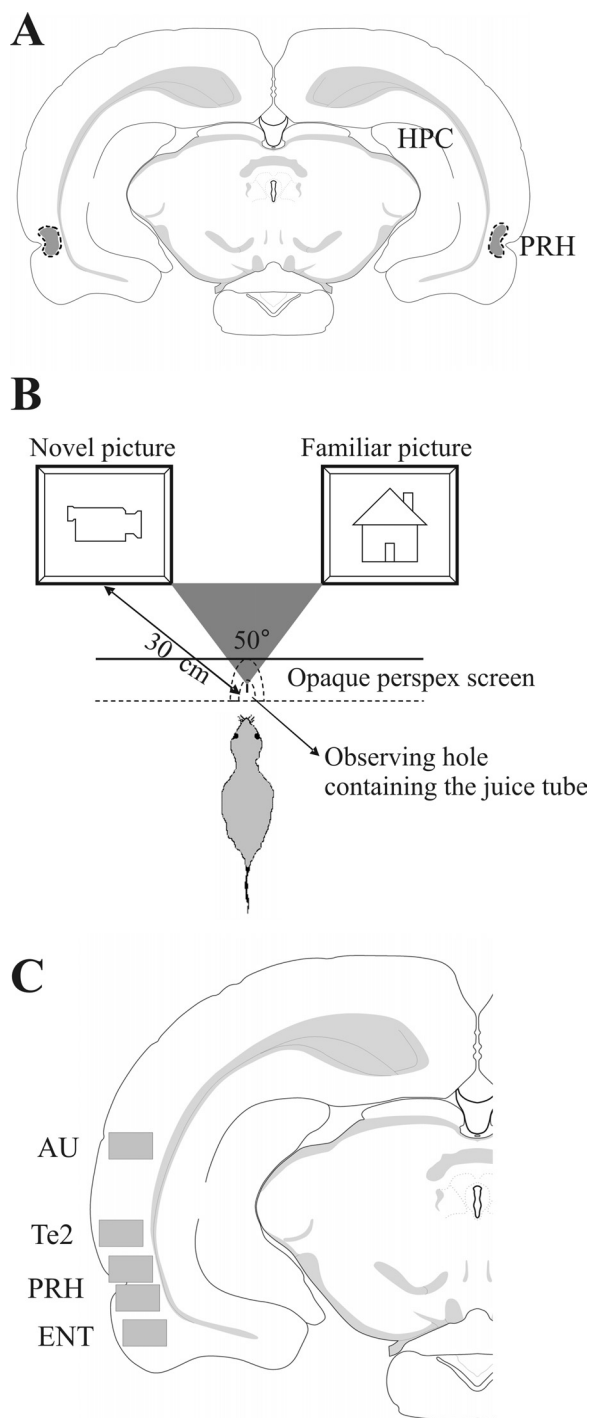 A
HPC
PRH
B
Novel picture
Familiar picture
50°
30 cm
Opaque perspex screen
Observing hole
containing the juice tube
C
AU
Te2
PRH
ENT